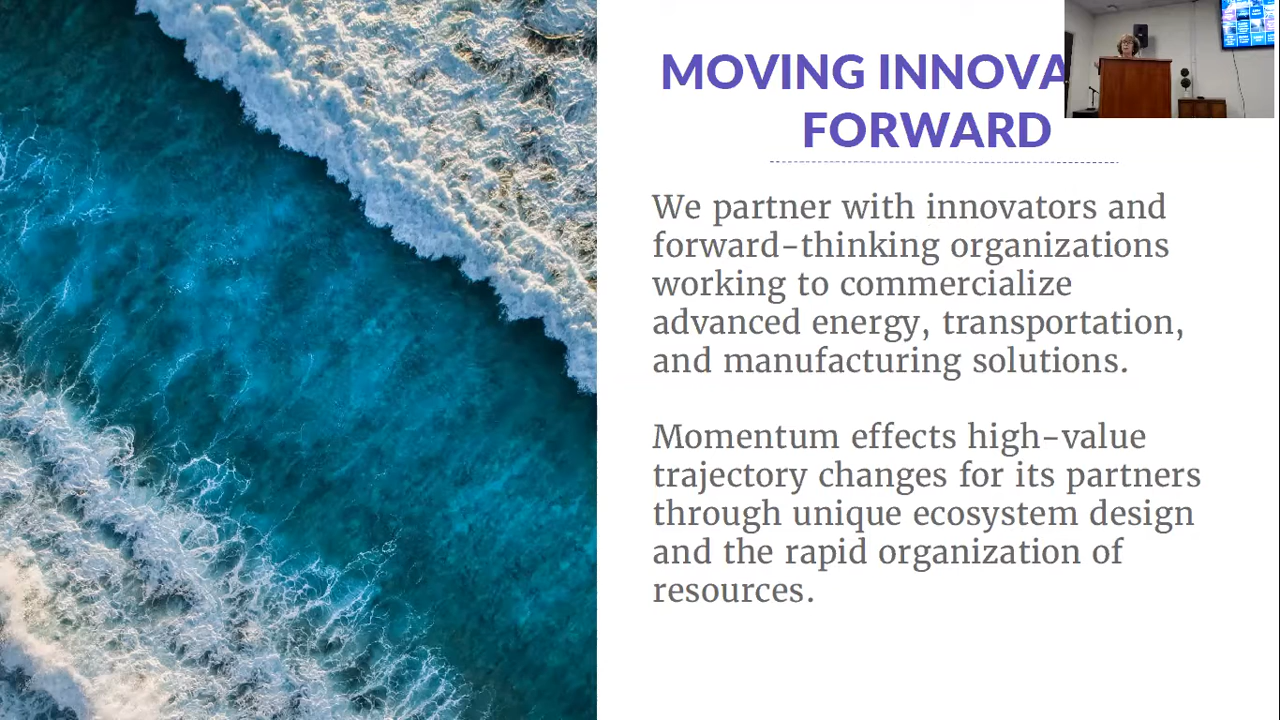 MOVING INNOVA
FORWARD
We partner with innovators and
forward-thinking organizations
working to commercialize
advanced energy, transportation,
and manufacturing solutions.
Momentum effects high-value
trajectory changes for its partners
through unique ecosystem design
and the rapid organization of
resources.